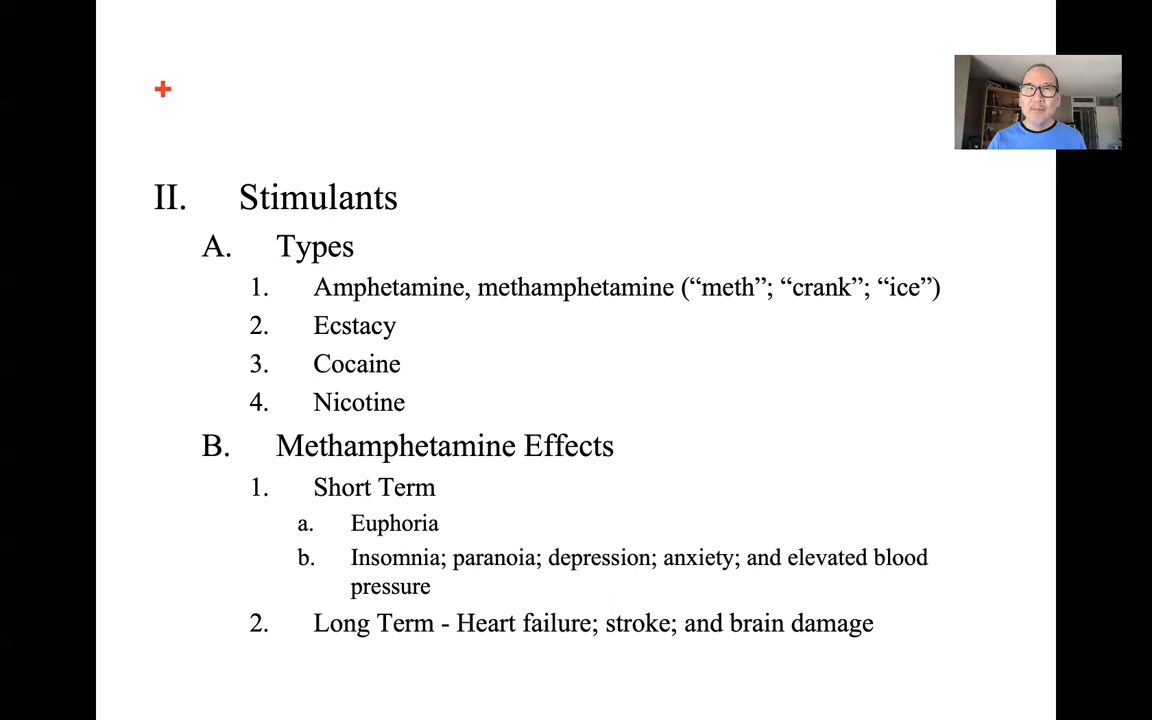 II. Stimulants
A. Types
1. Amphetamine, methamphetamine (“meth”; “crank”; “ice”)
2. Ecstacy
3. Cocaine
4. Nicotine
B. Methamphetamine Effects
1. Short Term
a. Euphoria
b. Insomnia; paranoia; depression; anxiety; and elevated blood
pressure
2. Long Term - Heart failure; stroke; and brain damage